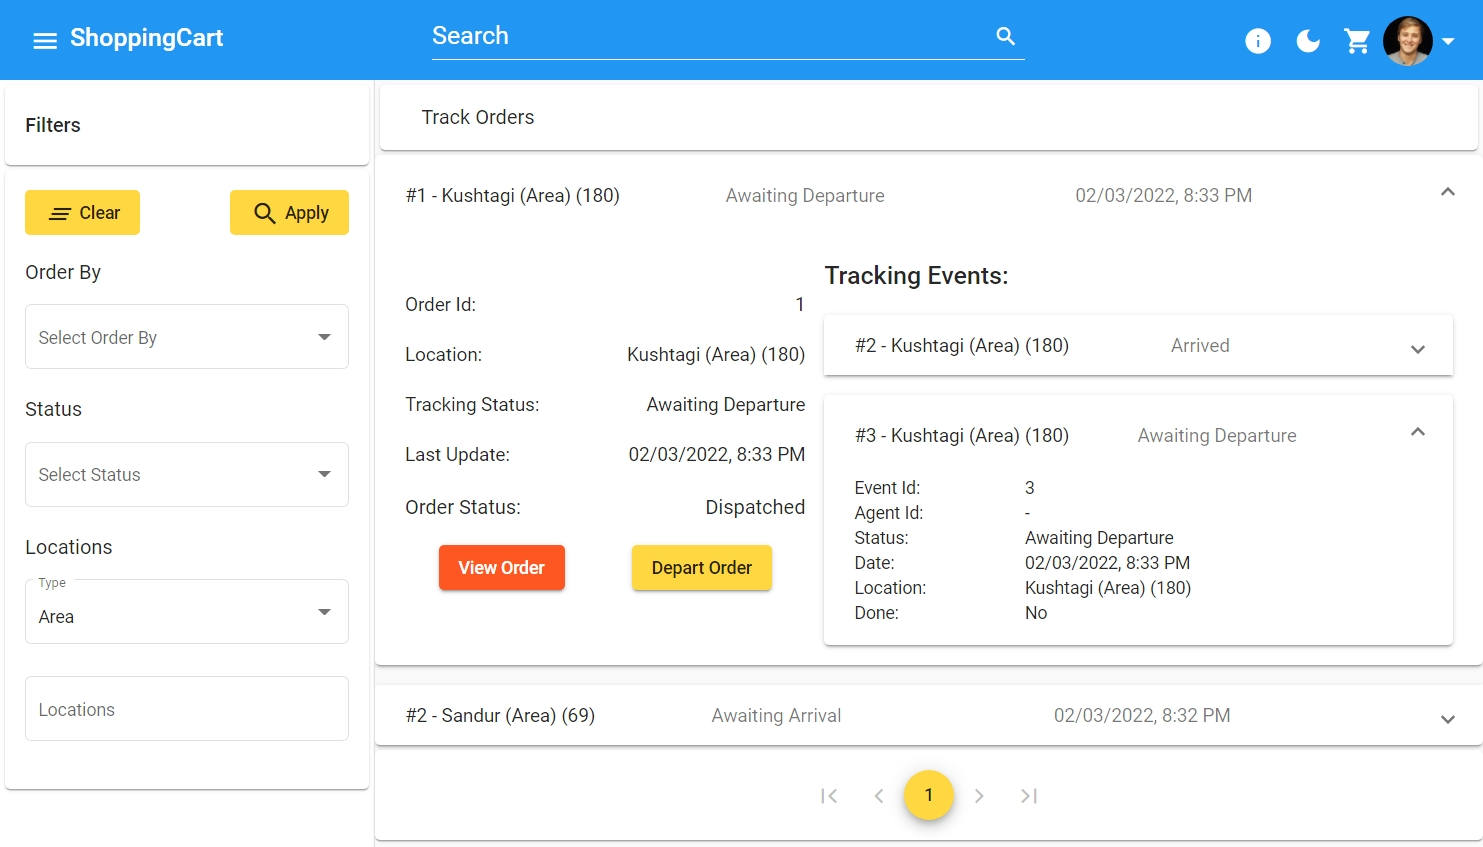 ShoppingCart
Search
Filters
Clear
Apply
Order By
Select Order By
Status
Select Status
Locations
Type
Area
Locations
Track Orders
#1 - Kushtagi (Area) (180) Awaiting Departure 02/03/2022, 8:33 PM
Order Id: 1
Location: Kushtagi (Area) (180)
Tracking Status: Awaiting Departure
Last Update: 02/03/2022, 8:33 PM
Order Status: Dispatched
View Order
Depart Order
Tracking Events:
#2 - Kushtagi (Area) (180) Arrived
#3 - Kushtagi (Area) (180) Awaiting Departure
Event Id: 3
Agent Id: -
Status: Awaiting Departure
Date: 02/03/2022, 8:33 PM
Location: Kushtagi (Area) (180)
Done: No
#2 - Sandur (Area) (69) Awaiting Arrival 02/03/2022, 8:32 PM
1